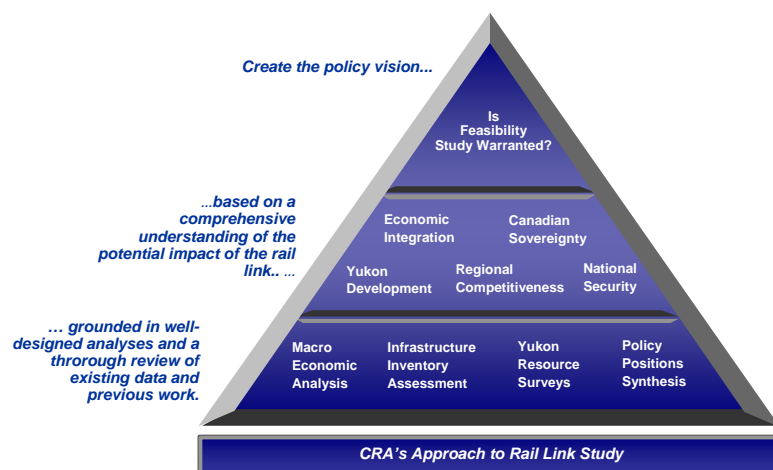 Create the policy vision...
Is
Feasibility
Study Warranted?
...based on a
comprehensive
understanding of the
potential impact of the rail
link.. ...
Economic
Integration
Canadian
Sovereignty
Yukon
Development
Regional
Competitiveness
National
Security
... grounded in well-
designed analyses and a
throrough review of
existing data and
previous work.
Macro
Economic
Analysis
Infrastructure
Inventory
Assessment
Yukon
Resource
Surveys
Policy
Positions
Synthesis
CRA's Approach to Rail Link Study